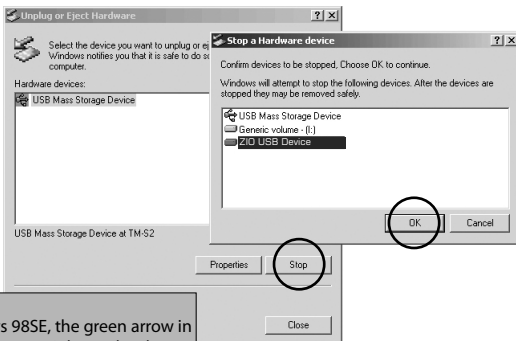 Unplug or Eject Hardware
Select the device you want to unplug or ej
Windows notifies you that it is safe to do so
computer.
Hardware devices:
USB Mass Storage Device
USB Mass Storage Device at TM-S2
Properties
Stop
Close
Stop a Hardware device
Confirm devices to be stopped, Choose OK to continue.
Windows will attempt to stop the following devices. After the devices are
stopped they may be removed safely.
USB Mass Storage Device
Generic volume - (I:)
ZIO USB Device
OK
Cancel
s 98SE, the green arrow in